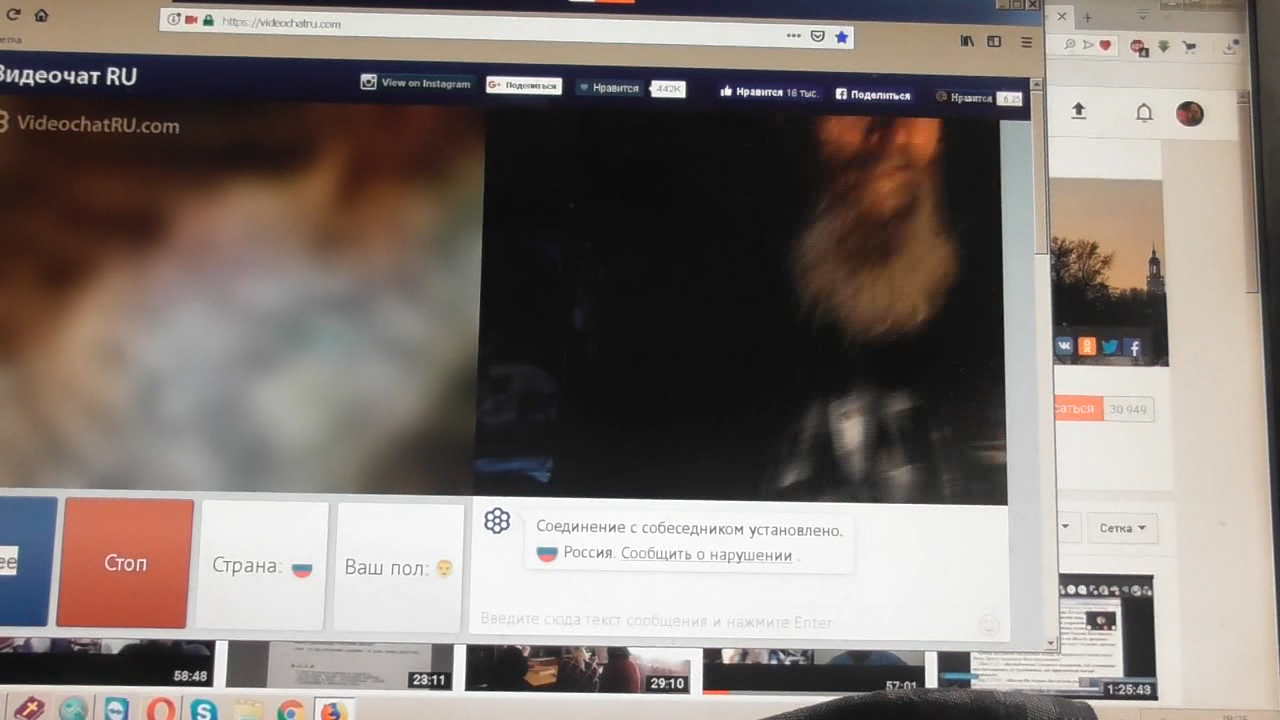 https://videochatru.com
Видеочат RU
View on Instagram
G+ Поделиться
Нравится
442K
Нравится 16 тыс.
Поделиться
Нравится
VideochatRU.com
30 949
Соединение с собеседником установлено.
Россия. Сообщить о нарушении .
Стоп
Страна:
Ваш пол:
Сетка
Введите сюда текст сообщения и нажмите Enter
58:48
23:11
29:10
57:01
1:25:43